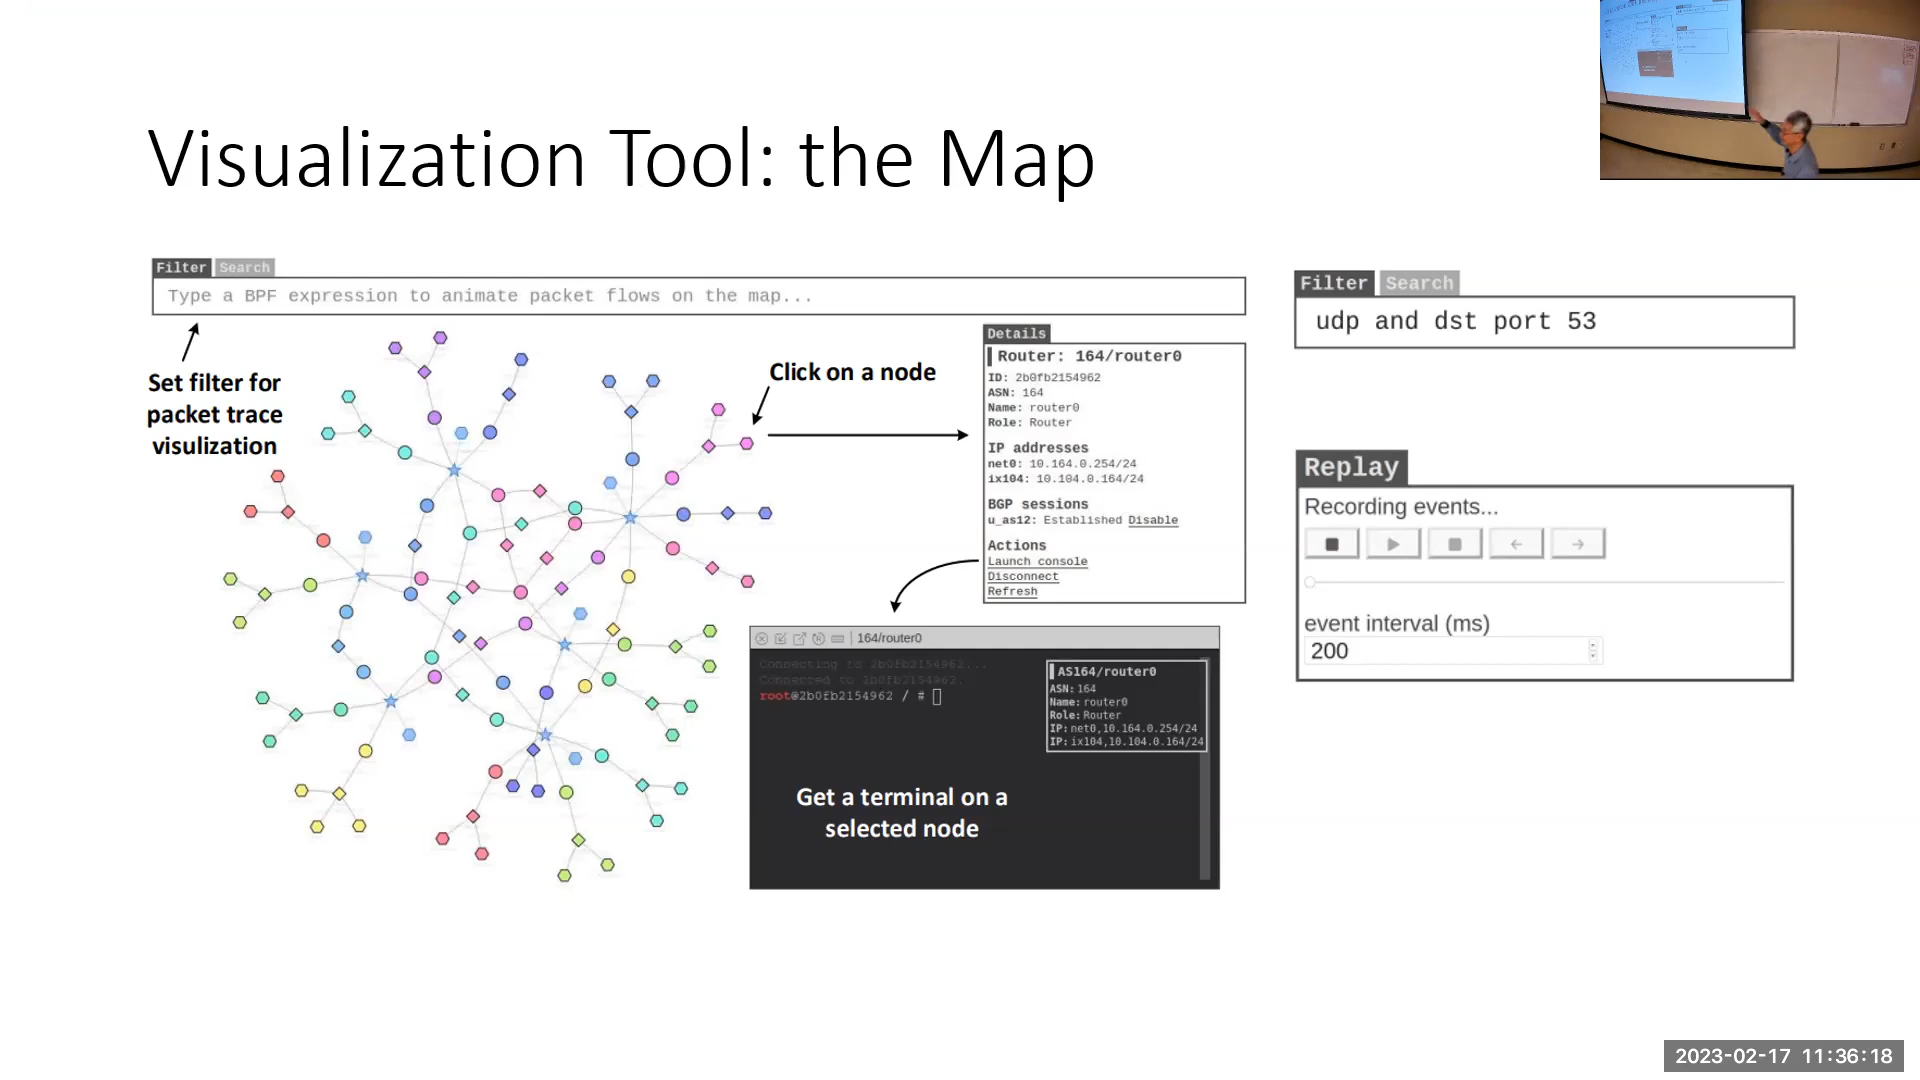 Visualization Tool: the Map
Filter Search
Type a BPF expression to animate packet flows on the map...
Set filter for
packet trace
visulization
Click on a node
Details
Router: 164/router0
ID: 2b0fb2154962
ASN: 164
Name: router0
Role: Router
IP addresses
net0: 10.164.0.254/24
ix104: 10.104.0.164/24
BGP sessions
u_as12: Established Disable
Actions
Launch console
Disconnect
Refresh
164/router0
Connecting to 2b0fb2154962...
Connected to 2b0fb2154962.
root@2b0fb2154962 / #
AS164/router0
ASN: 164
Name: router0
Role: Router
IP: net0,10.164.0.254/24
IP: ix104,10.104.0.164/24
Get a terminal on a
selected node
Filter Search
udp and dst port 53
Replay
Recording events...
event interval (ms)
200
2023-02-17 11:36:18